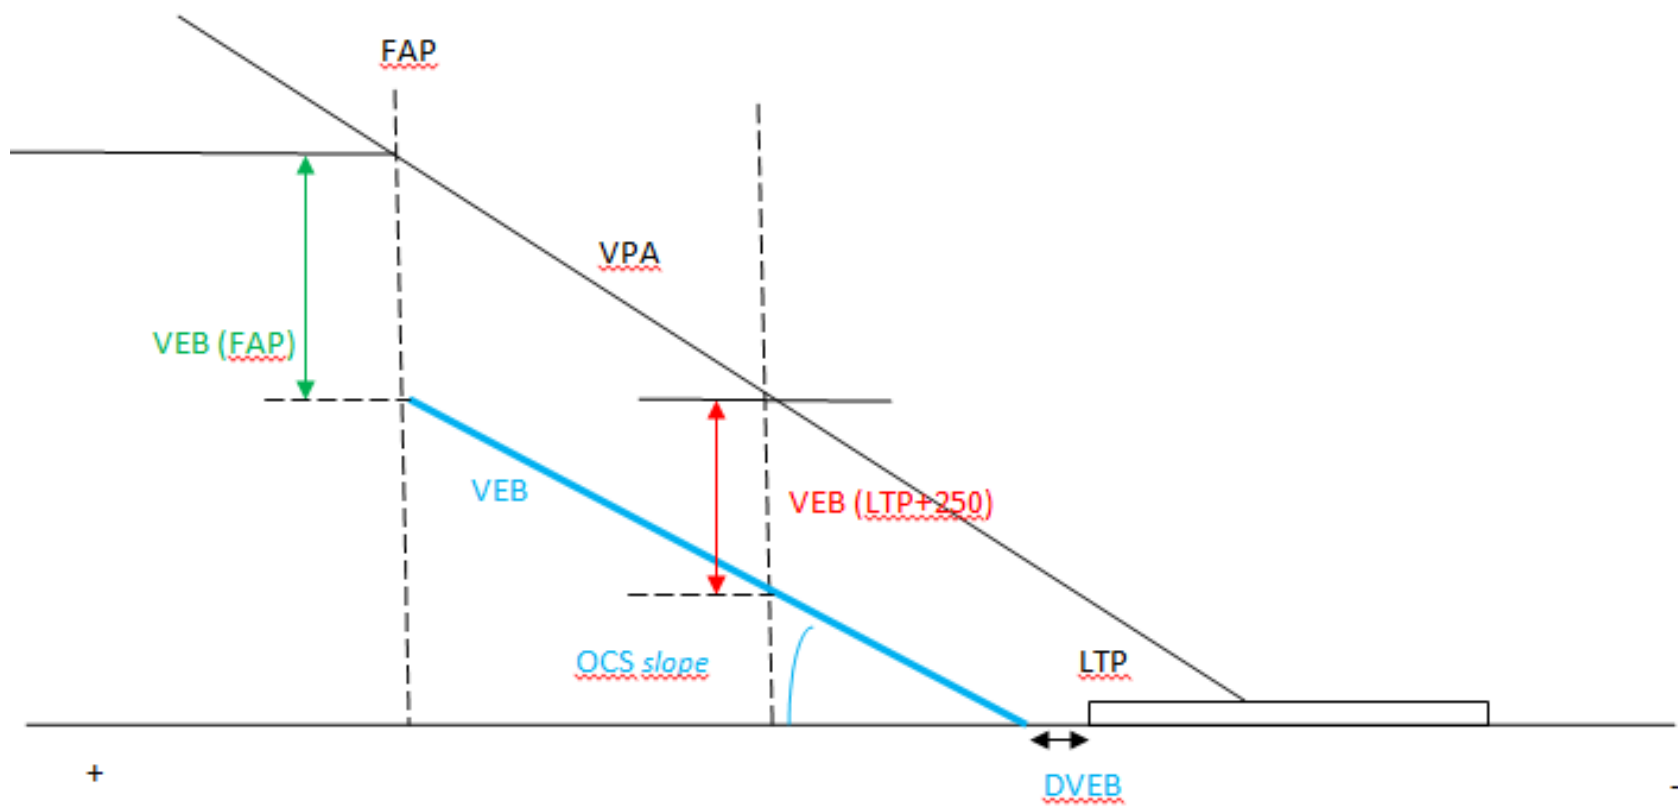 FAP
VPA
VEB (FAP)
VEB
VEB (LTP+250)
OCS slope
LTP
+
DVEB
-